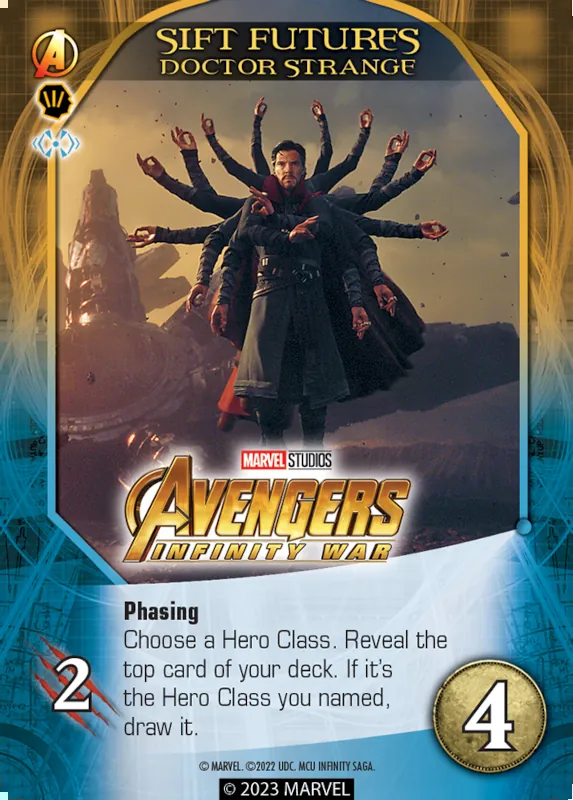 SIFT FUTURES
DOCTOR STRANGE
MARVEL STUDIOS
AVENGERS
INFINITY WAR
Phasing
Choose a Hero Class. Reveal the
top card of your deck. If it's
the Hero Class you named,
draw it.
2
4
© MARVEL. ©2022 UDC. MCU INFINITY SAGA.
© 2023 MARVEL